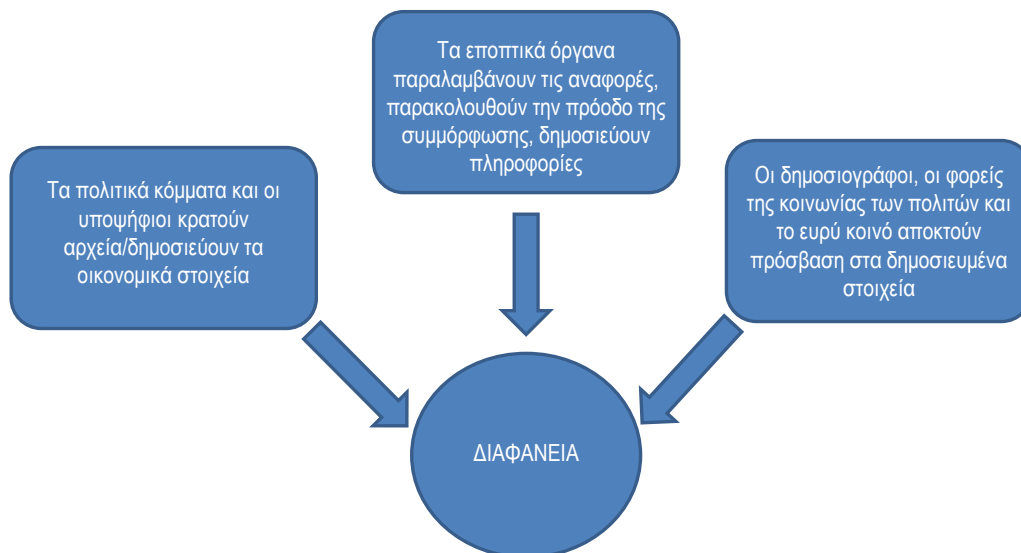 Τα πολιτικά κόμματα και οι
υποψήφιοι κρατούν
αρχεία/δημοσιεύουν τα
οικονομικά στοιχεία
Τα εποπτικά όργανα
παραλαμβάνουν τις αναφορές,
παρακολουθούν την πρόοδο της
συμμόρφωσης, δημοσιεύουν
πληροφορίες
Οι δημοσιογράφοι, οι φορείς
της κοινωνίας των πολιτών και
το ευρύ κοινό αποκτούν
πρόσβαση στα δημοσιευμένα
στοιχεία
ΔΙΑΦΑΝΕΙΑ